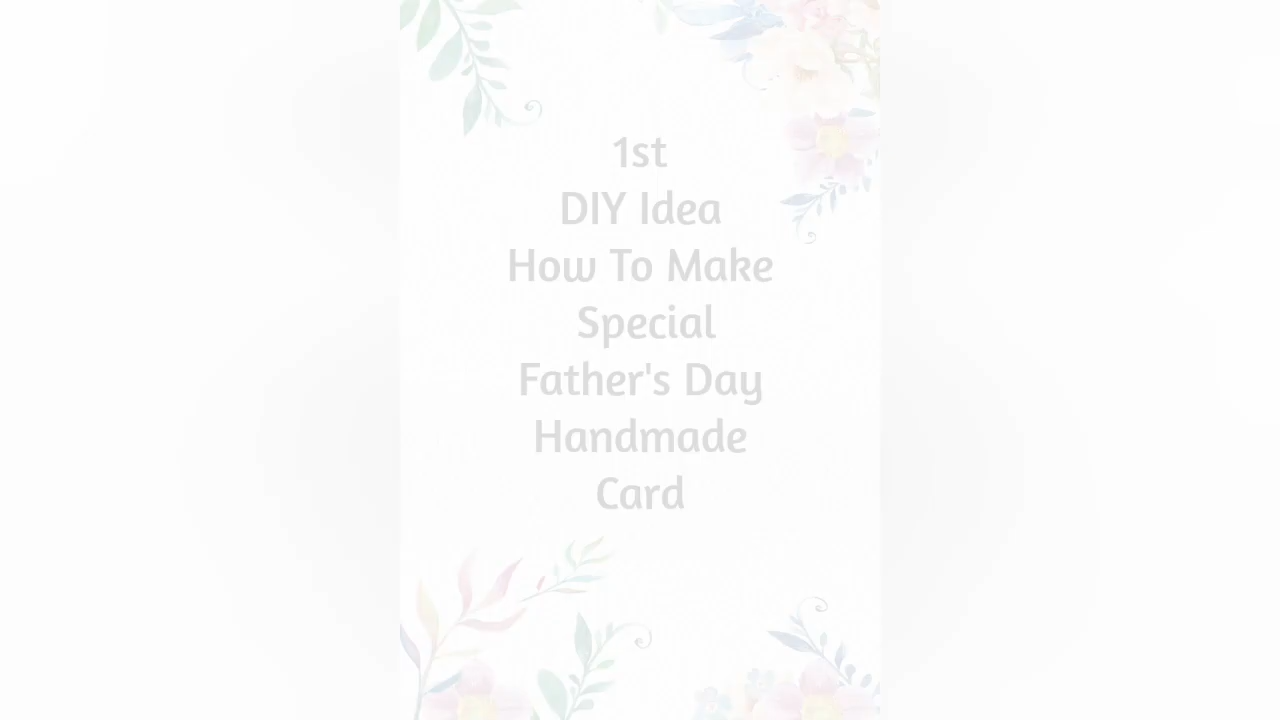 1st
DIY Idea
How To Make
Special
Father's Day
Handmade
Card